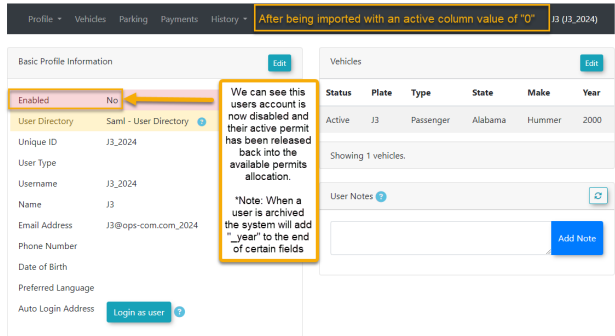 Profile Vehicles Parking Payments History After being imported with an active column value of "0" J3 (J3_2024)
Basic Profile Information Edit
Enabled No
User Directory Saml - User Directory ?
Unique ID J3_2024
User Type
Username J3_2024
Name J3
Email Address J3@ops-com.com_2024
Phone Number
Date of Birth
Preferred Language
Auto Login Address Login as user ?
We can see this
users account is
now disabled and
their active permit
has been released
back into the
available permits
allocation.
*Note: When a
user is archived
the system will add
"_year" to the end
of certain fields
Vehicles Edit
Status Plate Type State Make Year
Active J3 Passenger Alabama Hummer 2000
Showing 1 vehicles.
User Notes ?
Add Note